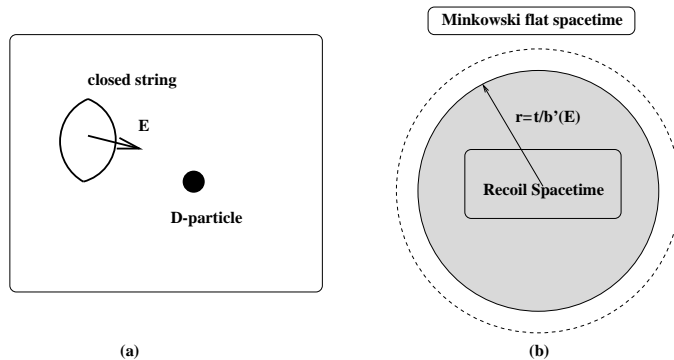 closed string
E
D-particle
(a)
Minkowski flat spacetime
r=t/b'(E)
Recoil Spacetime
(b)